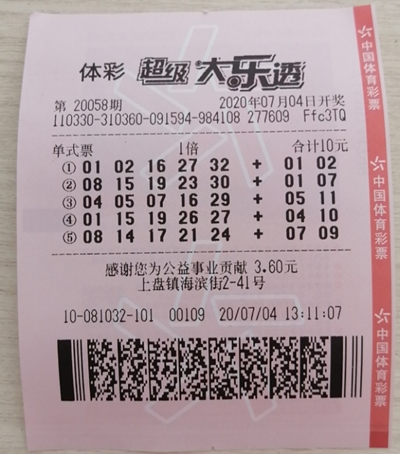 体彩 超级大乐透
第 20058期 2020年07月04日开奖
110330-310360-091594-984108 277609 Ffc3TQ
单式票 1倍 合计10元
① 01 02 16 27 32 + 01 02
② 08 15 19 23 30 + 01 07
③ 04 05 07 16 29 + 05 11
④ 01 15 19 26 27 + 04 10
⑤ 08 14 17 21 24 + 07 09
感谢您为公益事业贡献 3.60元
上盘镇海滨街2-41号
10-081032-101 00109 20/07/04 13:11:07
中国体育彩票
中国体育彩票
中国体育彩票